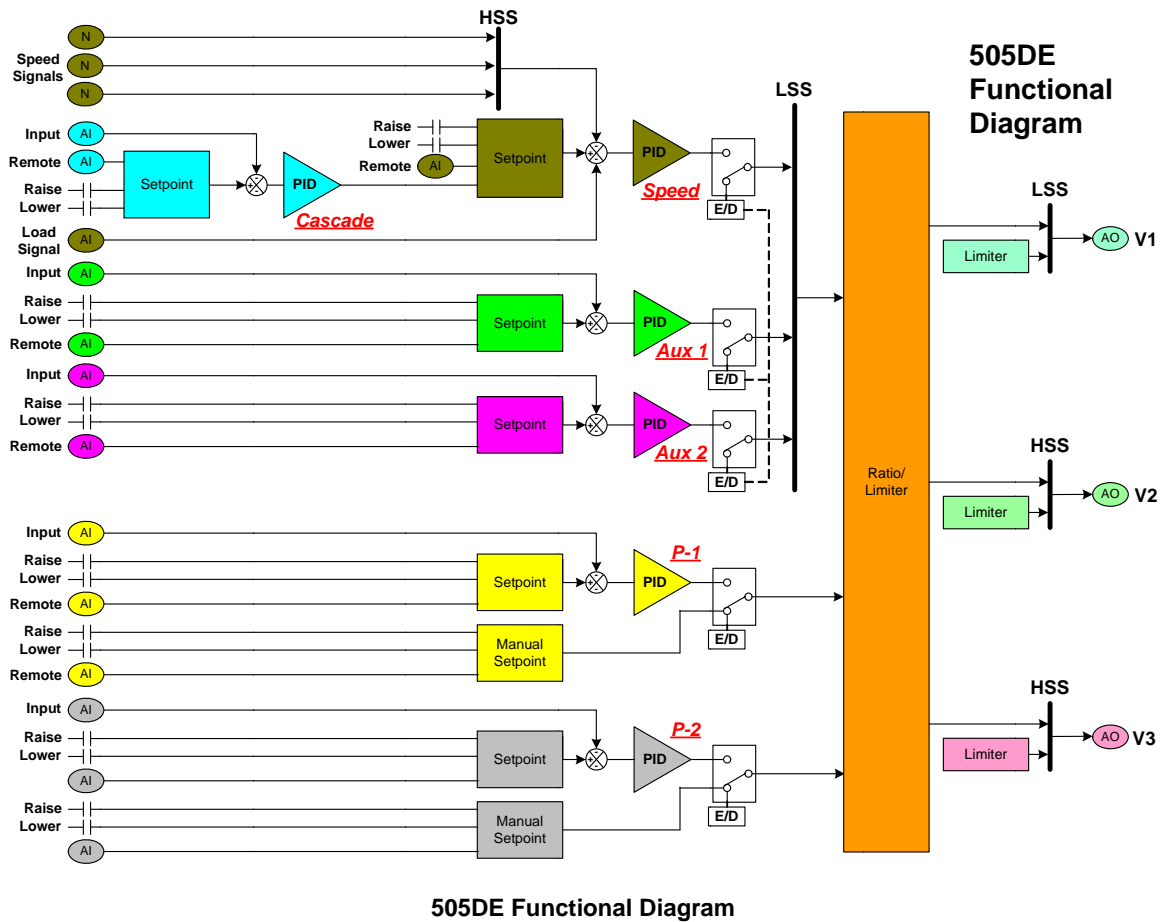 HSS
N
Speed
Signals
N
N
505DE
Functional
Diagram
LSS
Input
AI
Remote
AI
Raise
Lower
Setpoint
PID
Cascade
Raise
Lower
Remote
AI
Setpoint
PID
Speed
E/D
Load
Signal
AI
Input
AI
Raise
Lower
Remote
AI
Setpoint
PID
Aux 1
E/D
Input
AI
Raise
Lower
Remote
AI
Setpoint
PID
Aux 2
E/D
Input
AI
Raise
Lower
Remote
AI
Setpoint
PID
P-1
E/D
Raise
Lower
Remote
AI
Manual
Setpoint
Input
AI
Raise
Lower
AI
Setpoint
PID
P-2
E/D
Raise
Lower
AI
Manual
Setpoint
Ratio/
Limiter
LSS
Limiter
AO
V1
HSS
Limiter
AO
V2
HSS
Limiter
AO
V3
505DE Functional Diagram